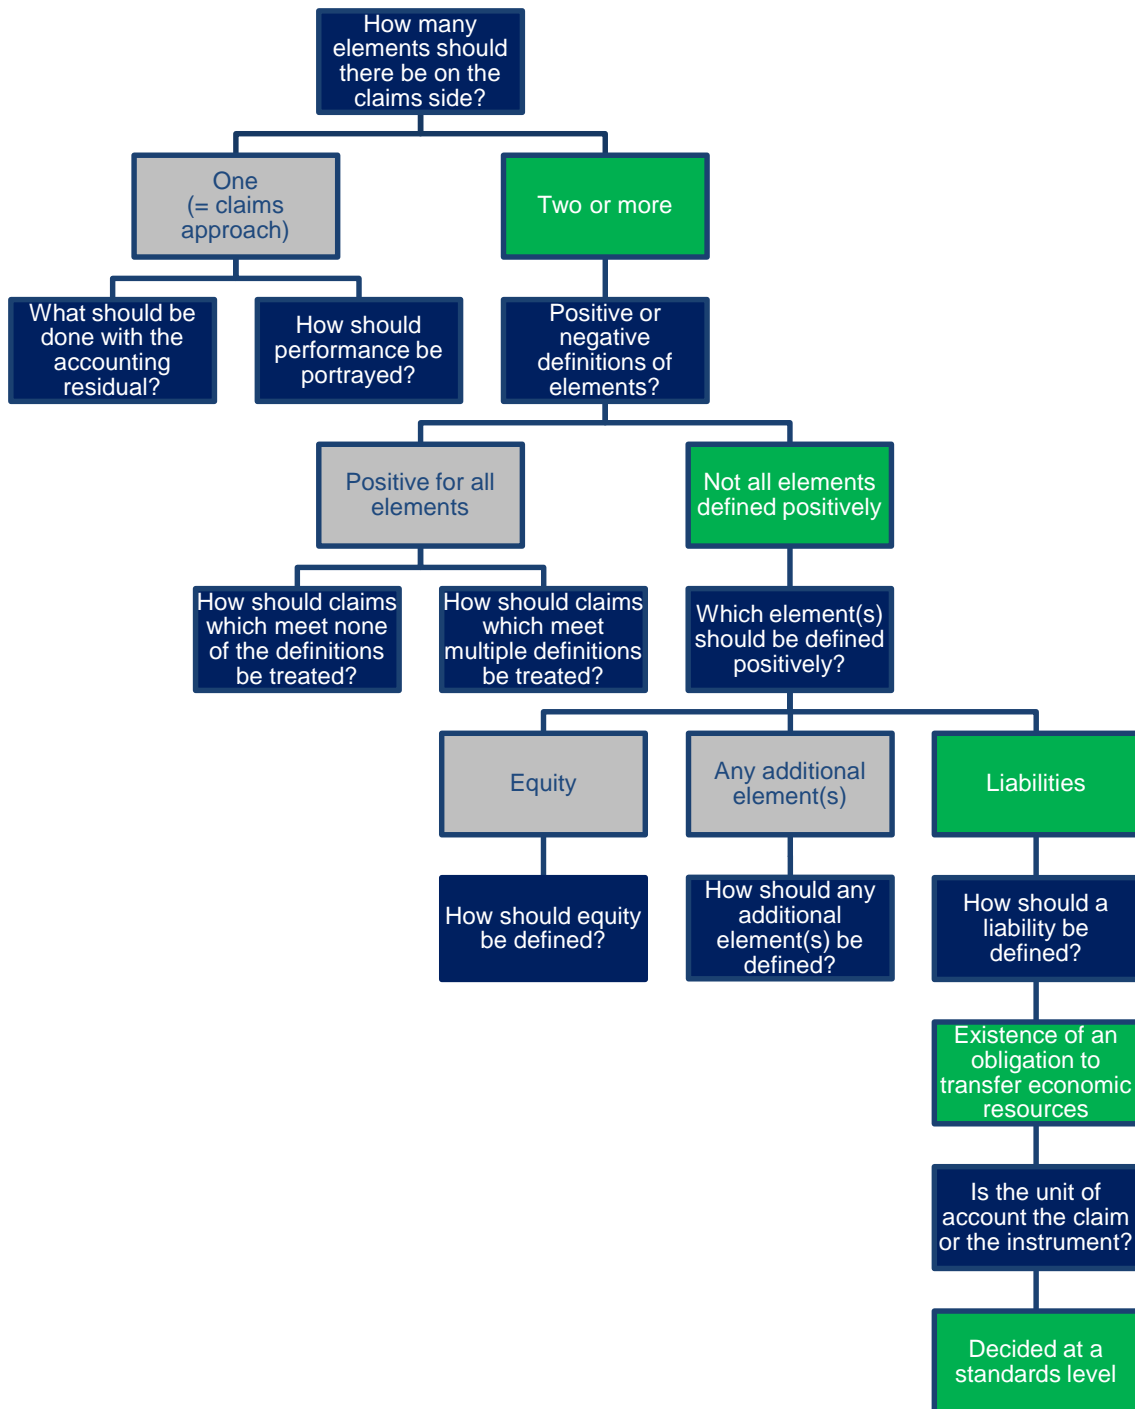 How many
elements should
there be on the
claims side?
One
(= claims
approach)
Two or more
What should be
done with the
accounting
residual?
How should
performance be
portrayed?
Positive or
negative
definitions of
elements?
Positive for all
elements
Not all elements
defined positively
How should claims
which meet none
of the definitions
be treated?
How should claims
which meet
multiple definitions
be treated?
Which element(s)
should be defined
positively?
Equity
Any additional
element(s)
Liabilities
How should equity
be defined?
How should any
additional
element(s) be
defined?
How should a
liability be
defined?
Existence of an
obligation to
transfer economic
resources
Is the unit of
account the claim
or the instrument?
Decided at a
standards level